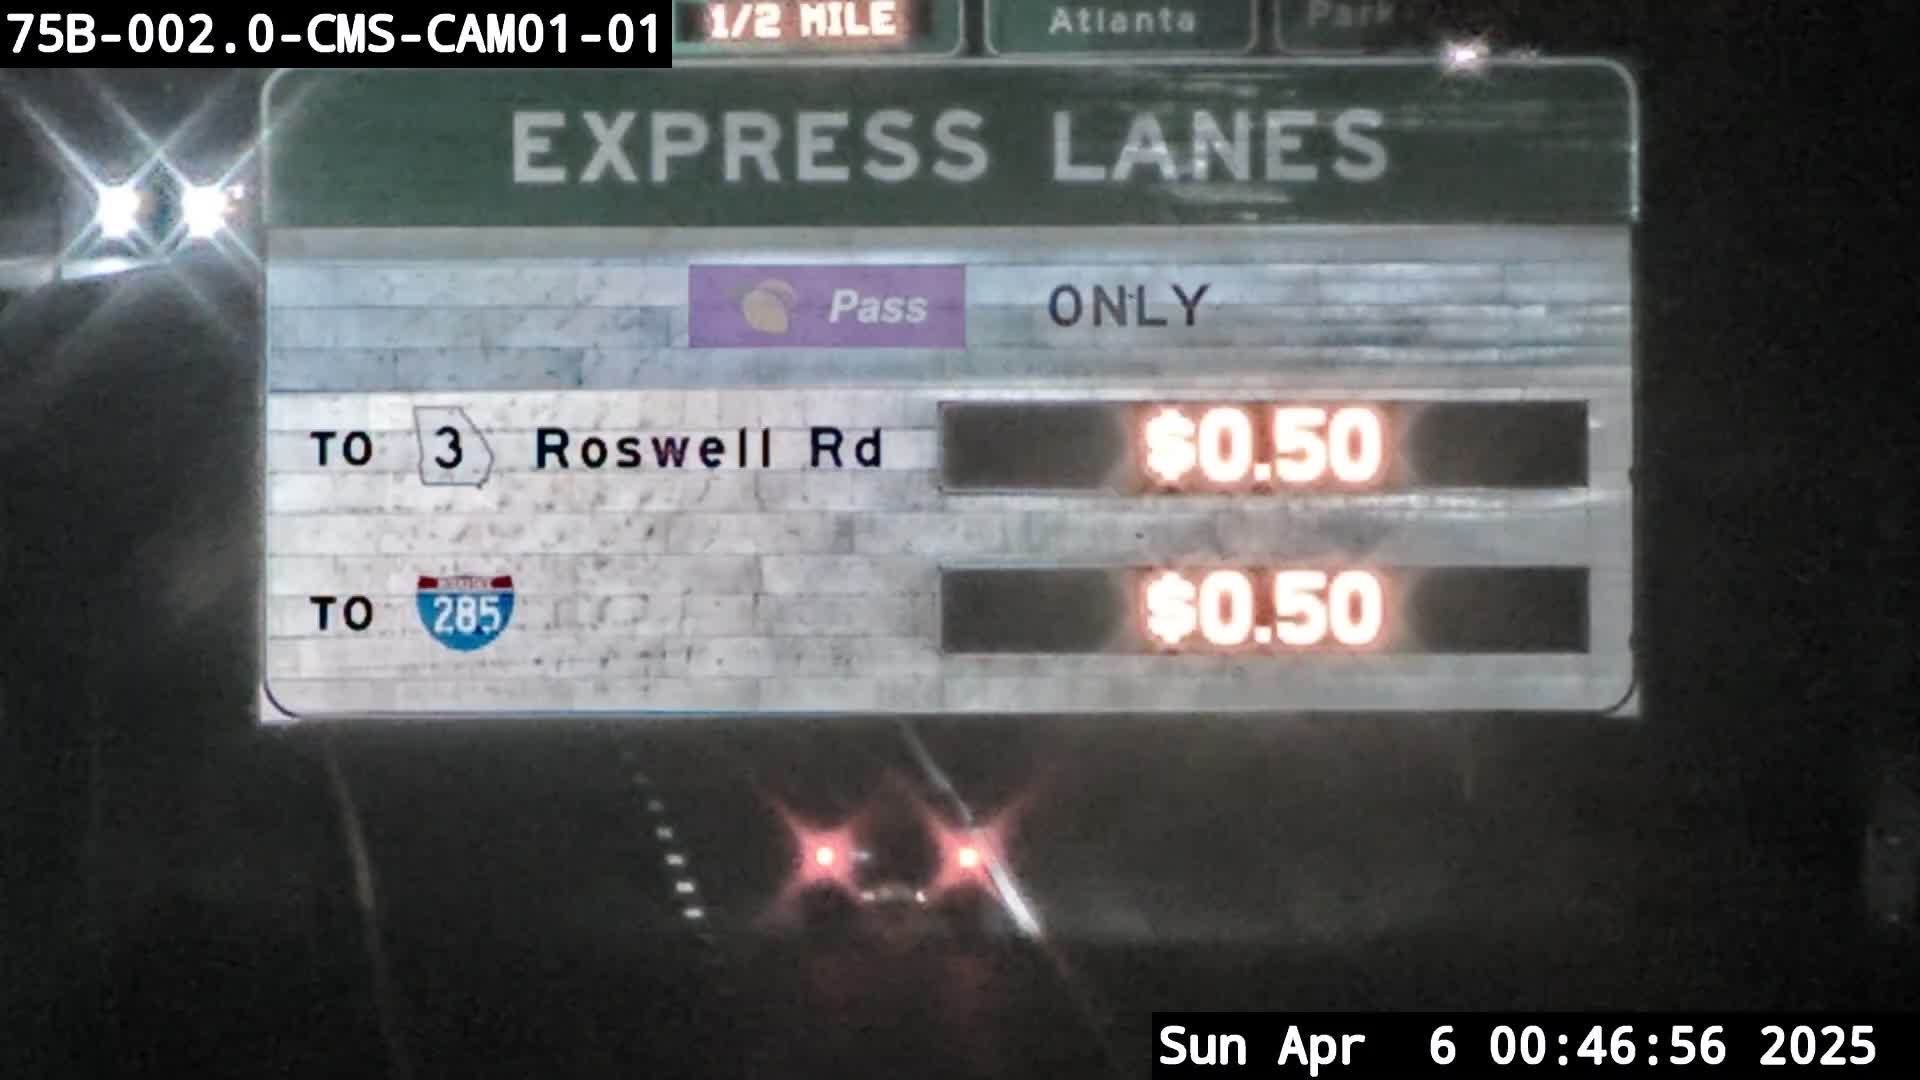 75B-002.0-CMS-CAM01-01
1/2 MILE
Atlanta
Park
EXPRESS LANES
Pass ONLY
TO 3 Roswell Rd $0.50
TO 285 $0.50
Sun Apr 6 00:46:56 2025